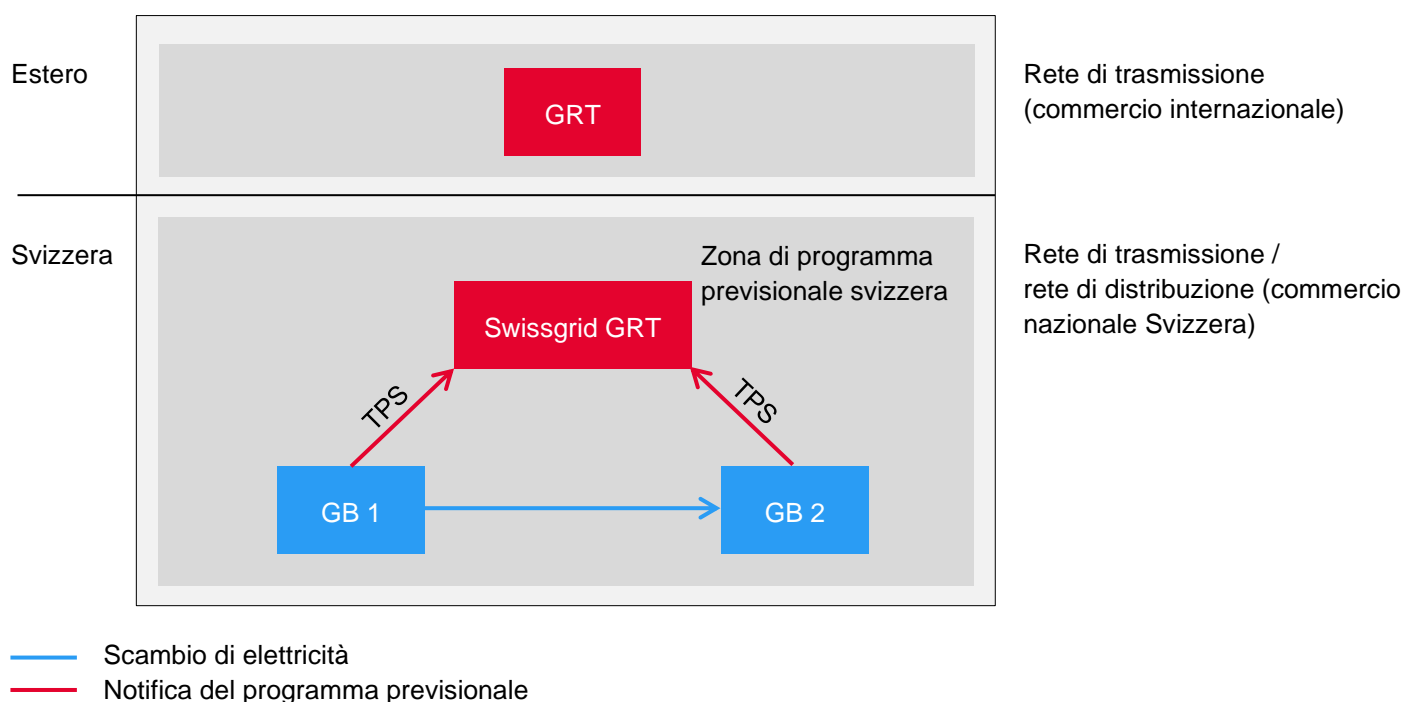 Estero
GRT
Rete di trasmissione
(commercio internazionale)
Svizzera
Zona di programma
previsionale svizzera
Rete di trasmissione /
rete di distribuzione (commercio
nazionale Svizzera)
Swissgrid GRT
TPS
TPS
GB 1
GB 2
Scambio di elettricità
Notifica del programma previsionale